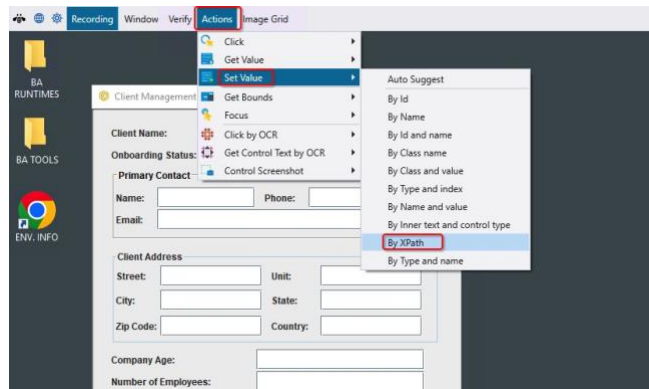 Recording Window Verify Actions Image Grid
Click
Get Value
Set Value
Get Bounds
Focus
Click by OCR
Get Control Text by OCR
Control Screenshot
Auto Suggest
By Id
By Name
By Id and name
By Class name
By Class and value
By Type and index
By Name and value
By Inner text and control type
By XPath
By Type and name
BA
RUNTIMES
BA TOOLS
ENV. INFO
Client Management
Client Name:
Onboarding Status:
Primary Contact
Name: Phone:
Email:
Client Address
Street: Unit:
City: State:
Zip Code: Country:
Company Age:
Number of Employees: